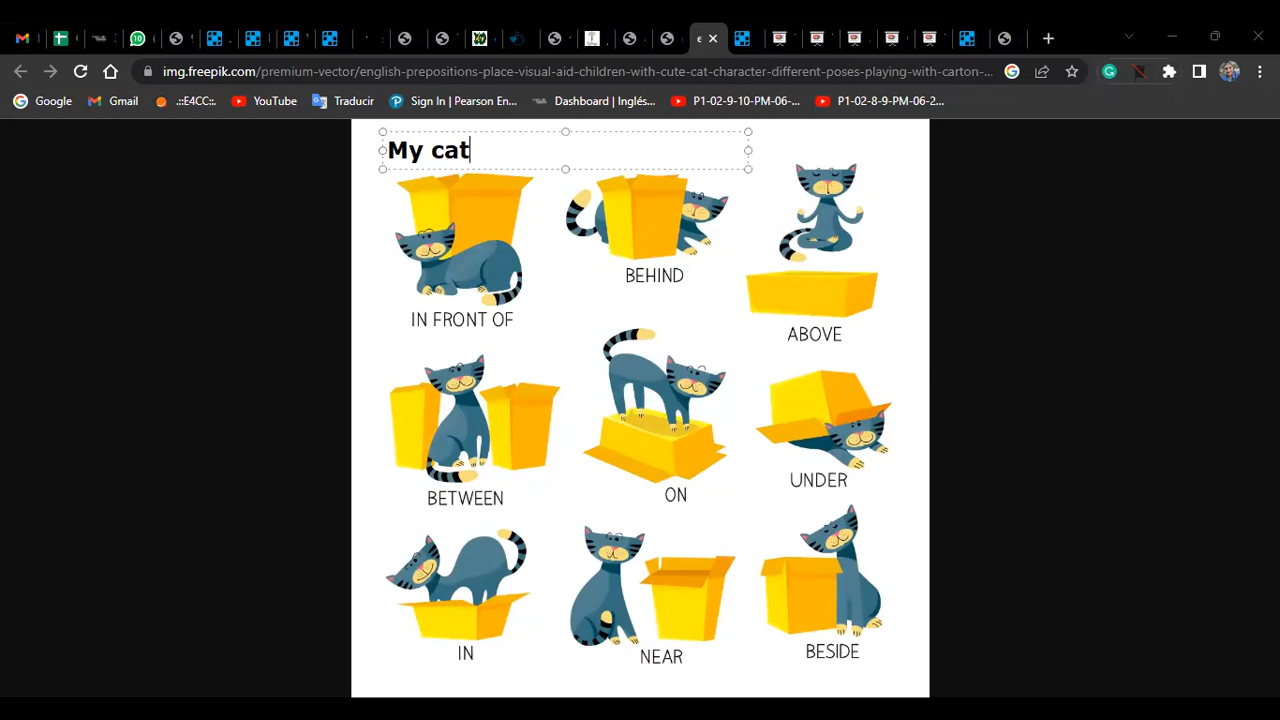 img.freepik.com/premium-vector/english-prepositions-place-visual-aid-children-with-cute-cat-character-different-poses-playing-with-carton-...
Google Gmail .::E4CC::. YouTube Traducir Sign In | Pearson En... Dashboard | Inglés... P1-02-9-10-PM-06-... P1-02-8-9-PM-06-2...
My cat
IN FRONT OF
BEHIND
ABOVE
BETWEEN
ON
UNDER
IN
NEAR
BESIDE